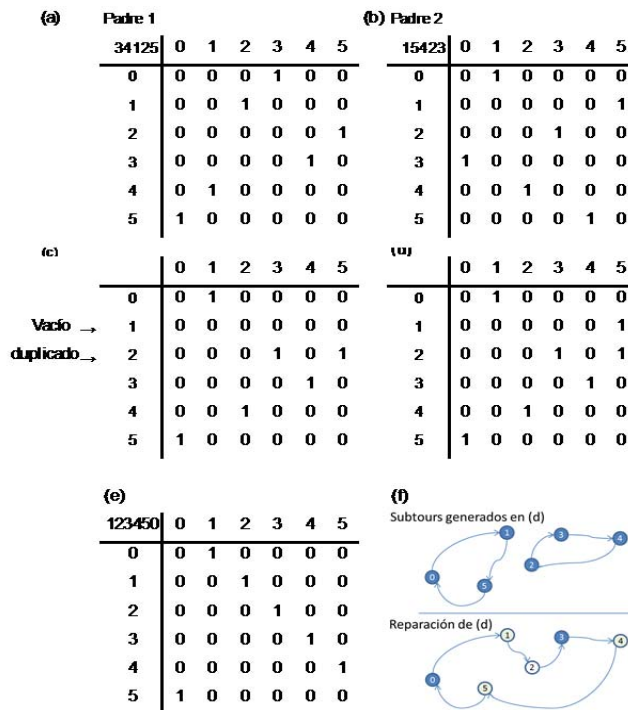 (a) Padre 1
34125 0 1 2 3 4 5
0 0 0 0 1 0 0
1 0 0 1 0 0 0
2 0 0 0 0 0 1
3 0 0 0 0 1 0
4 0 1 0 0 0 0
5 1 0 0 0 0 0
(b) Padre 2
15423 0 1 2 3 4 5
0 0 1 0 0 0 0
1 0 0 0 0 0 1
2 0 0 0 1 0 0
3 1 0 0 0 0 0
4 0 0 1 0 0 0
5 0 0 0 0 1 0
(c)
0 1 2 3 4 5
0 0 1 0 0 0 0
Vacío → 1 0 0 0 0 0 0
duplicado → 2 0 0 0 1 0 1
3 0 0 0 0 1 0
4 0 0 1 0 0 0
5 1 0 0 0 0 0
(d)
0 1 2 3 4 5
0 0 1 0 0 0 0
1 0 0 0 0 0 1
2 0 0 0 1 0 1
3 0 0 0 0 1 0
4 0 0 1 0 0 0
5 1 0 0 0 0 0
(e)
123450 0 1 2 3 4 5
0 0 1 0 0 0 0
1 0 0 1 0 0 0
2 0 0 0 1 0 0
3 0 0 0 0 1 0
4 0 0 0 0 0 1
5 1 0 0 0 0 0
(f)
Subtours generados en (d)
1 3 4
2
0 5
Reparación de (d)
1 3 4
2
0 5